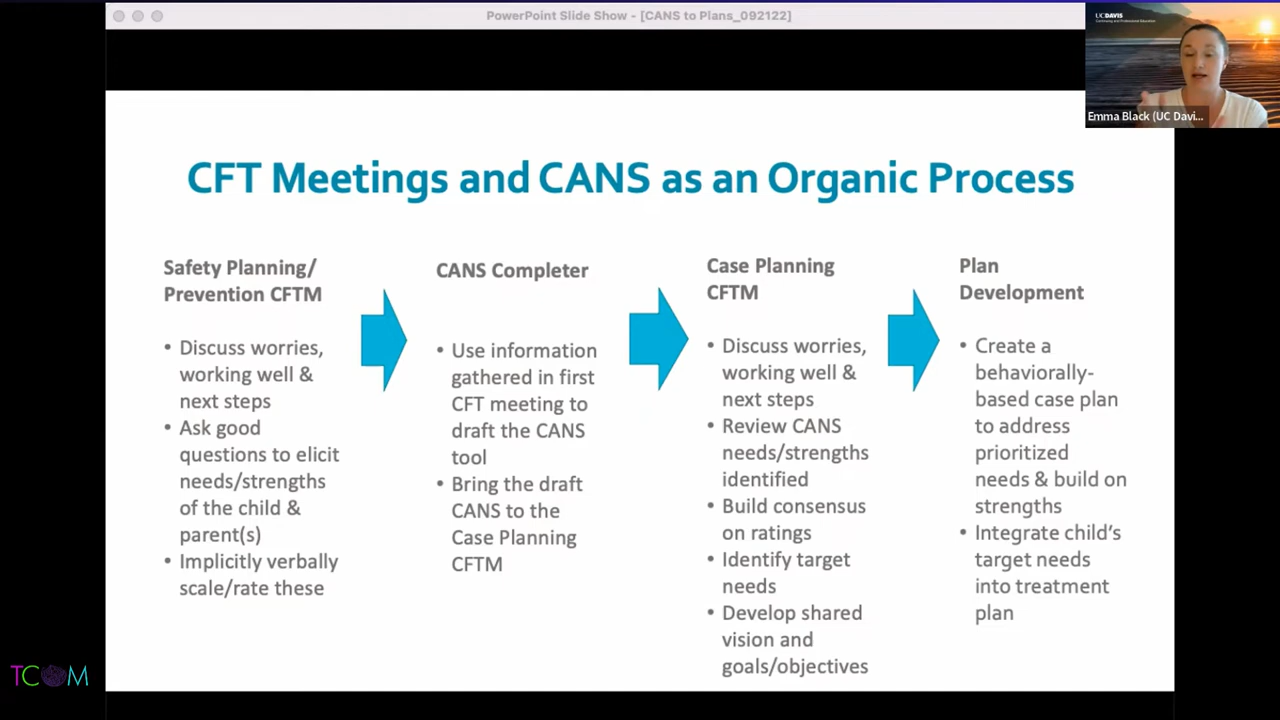 PowerPoint Slide Show - [CANS to Plans_092122]
UCDAVIS
Continuing and Professional Education
Emma Black (UC Davi...
CFT Meetings and CANS as an Organic Process
Safety Planning/
Prevention CFTM
• Discuss worries,
working well &
next steps
• Ask good
questions to elicit
needs/strengths
of the child &
parent(s)
• Implicitly verbally
scale/rate these
CANS Completer
• Use information
gathered in first
CFT meeting to
draft the CANS
tool
• Bring the draft
CANS to the
Case Planning
CFTM
Case Planning
CFTM
• Discuss worries,
working well &
next steps
• Review CANS
needs/strengths
identified
• Build consensus
on ratings
• Identify target
needs
• Develop shared
vision and
goals/objectives
Plan
Development
• Create a
behaviorally-
based case plan
to address
prioritized
needs & build on
strengths
• Integrate child's
target needs
into treatment
plan
TCOM